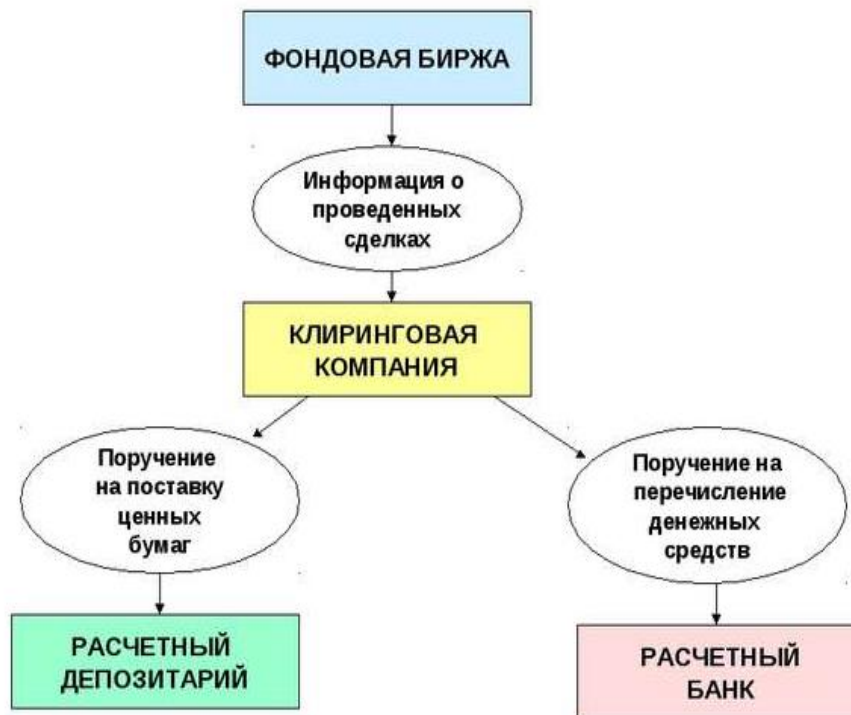 ФОНДОВАЯ БИРЖА
Информация о
проведенных
сделках
КЛИРИНГОВАЯ
КОМПАНИЯ
Поручение
на поставку
ценных
бумаг
Поручение на
перечисление
денежных
средств
РАСЧЕТНЫЙ
ДЕПОЗИТАРИЙ
РАСЧЕТНЫЙ
БАНК